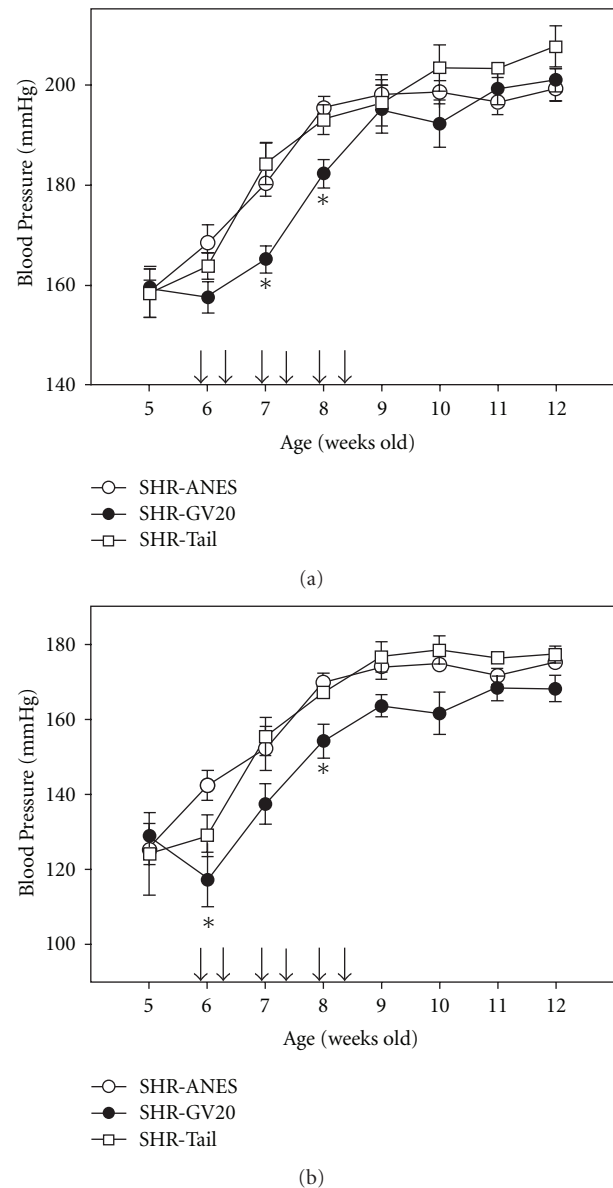 200
180
160
140
Blood Pressure (mmHg)
*
*
5 6 7 8 9 10 11 12
Age (weeks old)
SHR-ANES
SHR-GV20
SHR-Tail
(a)
180
160
140
120
100
Blood Pressure (mmHg)
*
*
5 6 7 8 9 10 11 12
Age (weeks old)
SHR-ANES
SHR-GV20
SHR-Tail
(b)